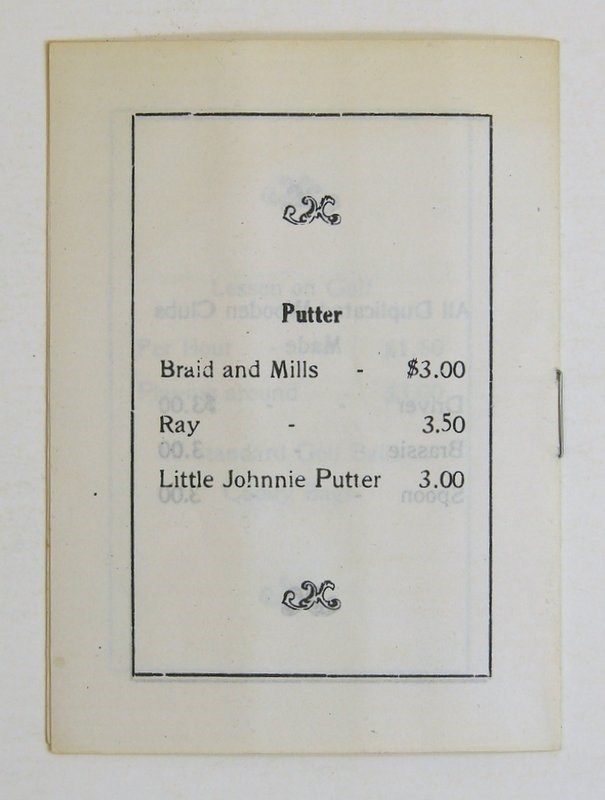 Putter
Braid and Mills - $3.00
Ray - 3.50
Little Johnnie Putter 3.00